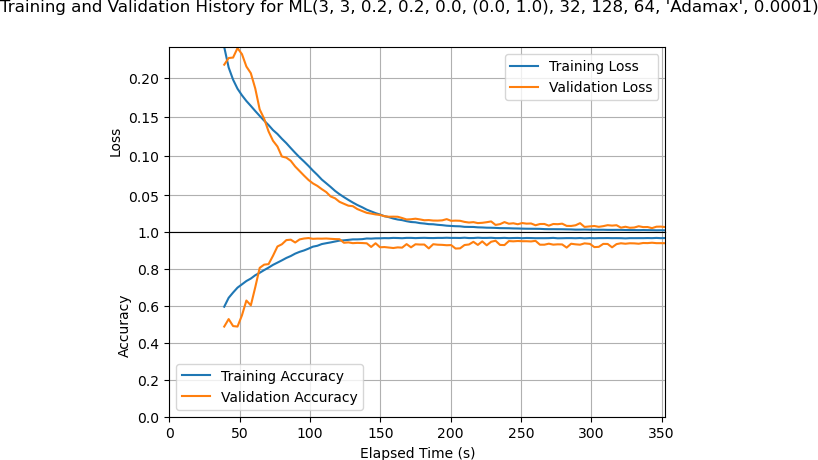 Training and Validation History for ML(3, 3, 0.2, 0.2, 0.0, (0.0, 1.0), 32, 128, 64, 'Adamax', 0.0001)
Training Loss
Validation Loss
0.20
0.15
0.10
0.05
Loss
1.0
0.8
0.6
0.4
0.2
0.0
Accuracy
Training Accuracy
Validation Accuracy
0 50 100 150 200 250 300 350
Elapsed Time (s)